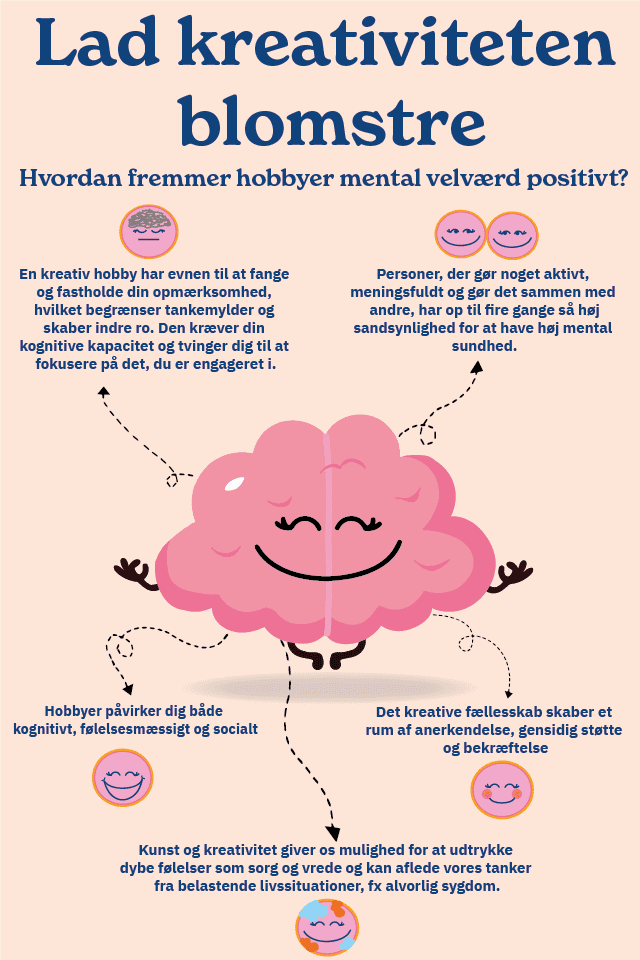 Lad kreativiteten
blomstre
Hvordan fremmer hobbyer mental velværd positivt?
En kreativ hobby har evnen til at fange
og fastholde din opmærksomhed,
hvilket begrænser tankemylder og
skaber indre ro. Den kræver din
kognitive kapacitet og tvinger dig til at
fokusere på det, du er engageret i.
Personer, der gør noget aktivt,
meningsfuldt og gør det sammen med
andre, har op til fire gange så høj
sandsynlighed for at have høj mental
sundhed.
Hobbyer påvirker dig både
kognitivt, følelsesmæssigt og socialt
Det kreative fællesskab skaber et
rum af anerkendelse, gensidig støtte
og bekræftelse
Kunst og kreativitet giver os mulighed for at udtrykke
dybe følelser som sorg og vrede og kan aflede vores tanker
fra belastende livssituationer, fx alvorlig sygdom.